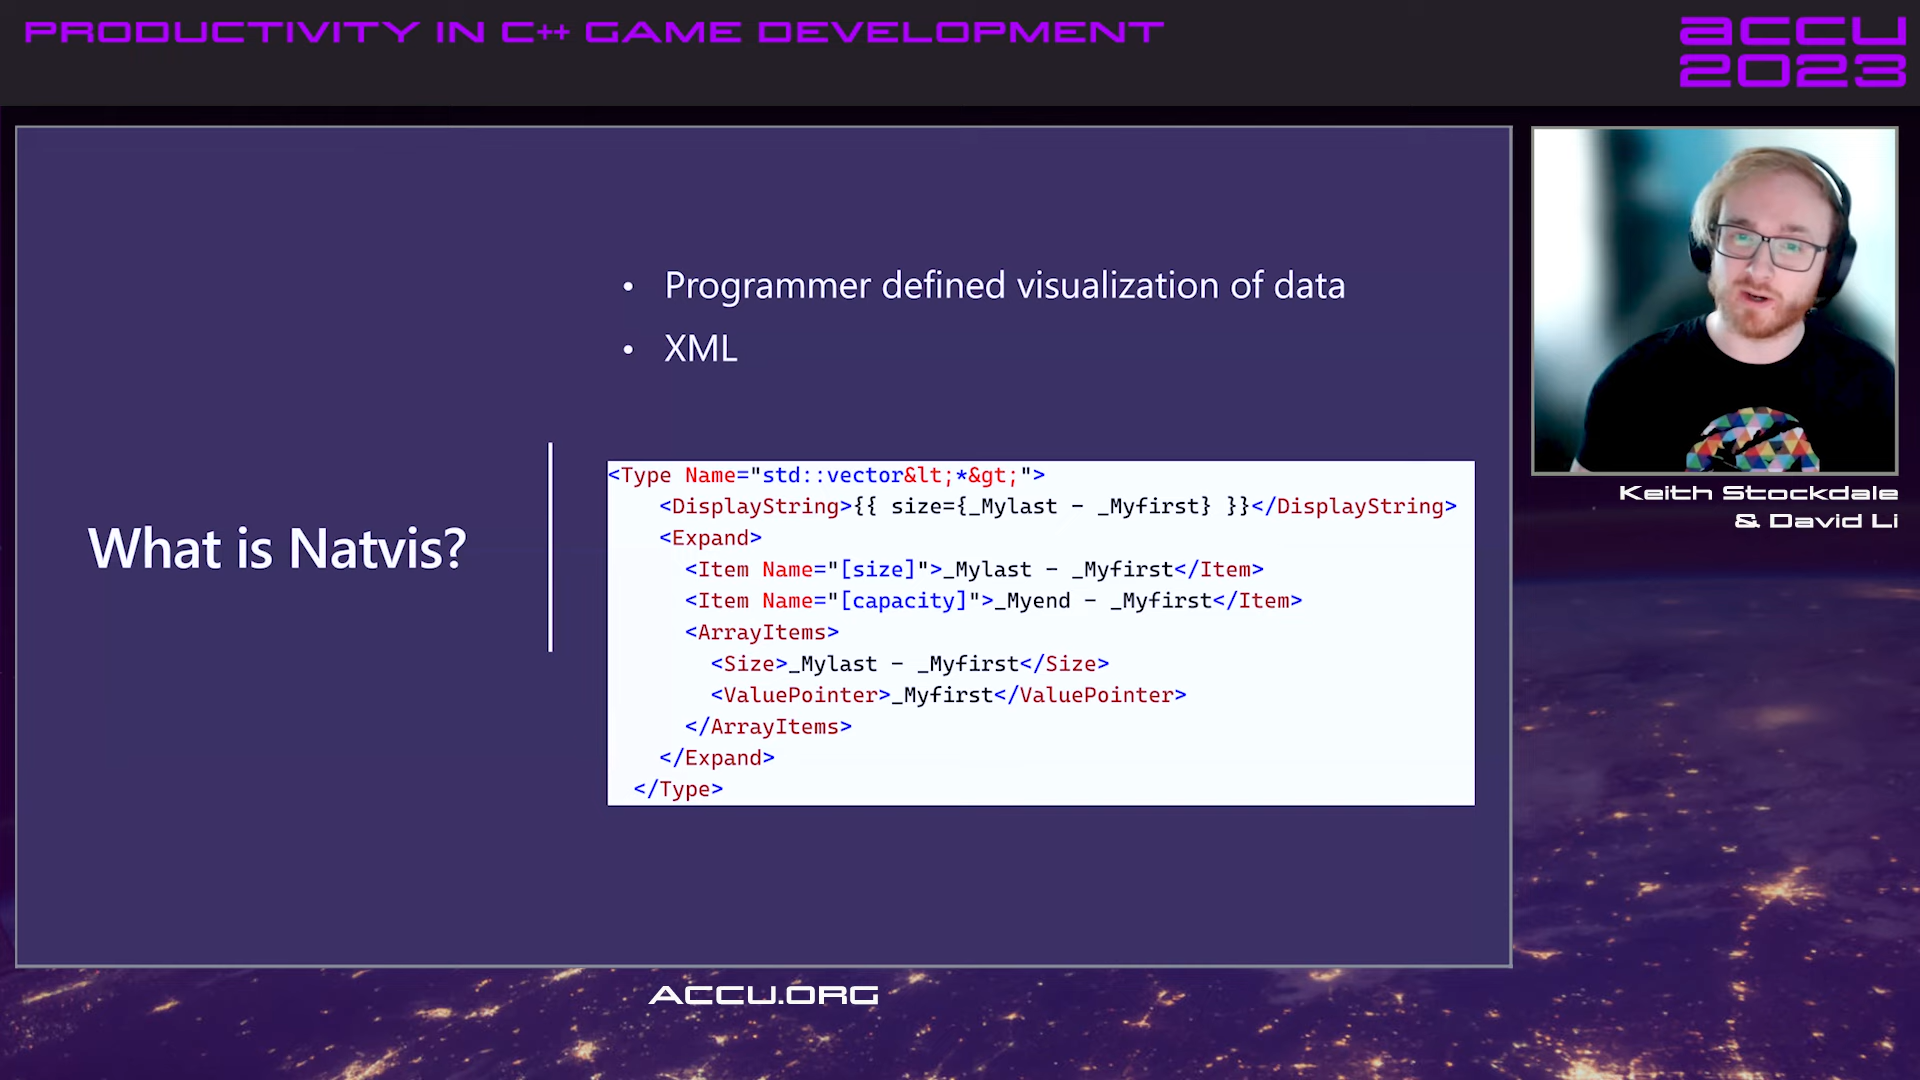 PRODUCTIVITY IN C++ GAME DEVELOPMENT
accu
2023
• Programmer defined visualization of data
• XML
What is Natvis?
<Type Name="std::vector&lt;*&gt;">
<DisplayString>{{ size={_Mylast - _Myfirst} }}</DisplayString>
<Expand>
<Item Name="[size]">_Mylast - _Myfirst</Item>
<Item Name="[capacity]">_Myend - _Myfirst</Item>
<ArrayItems>
<Size>_Mylast - _Myfirst</Size>
<ValuePointer>_Myfirst</ValuePointer>
</ArrayItems>
</Expand>
</Type>
Keith Stockdale
& David Li
ACCU.ORG